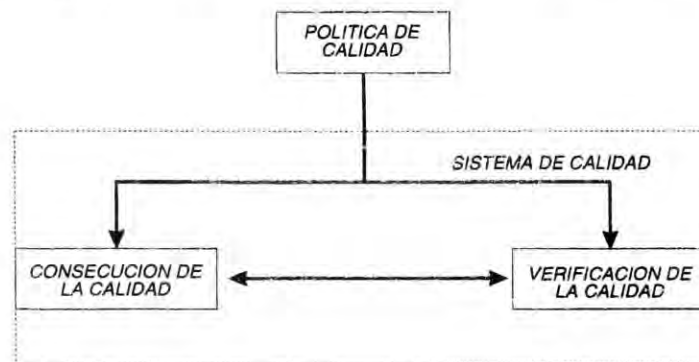 POLITICA DE
CALIDAD
SISTEMA DE CALIDAD
CONSECUCION DE
LA CALIDAD
VERIFICACION DE
LA CALIDAD